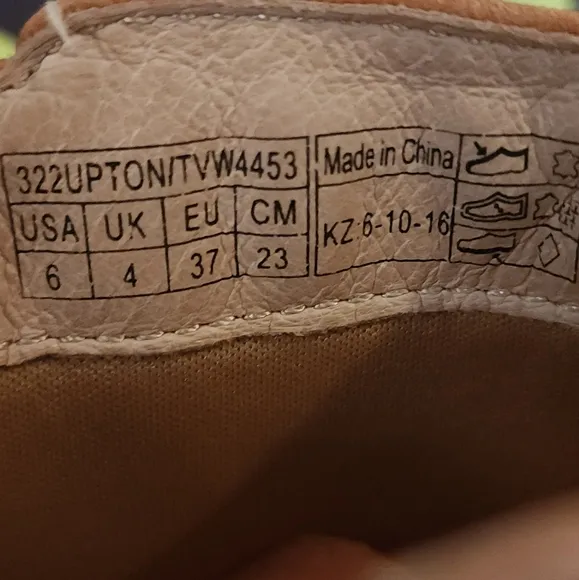 322UPTON/TVW4453
USA UK EU CM
6 4 37 23
Made in China
KZ:6-10-16